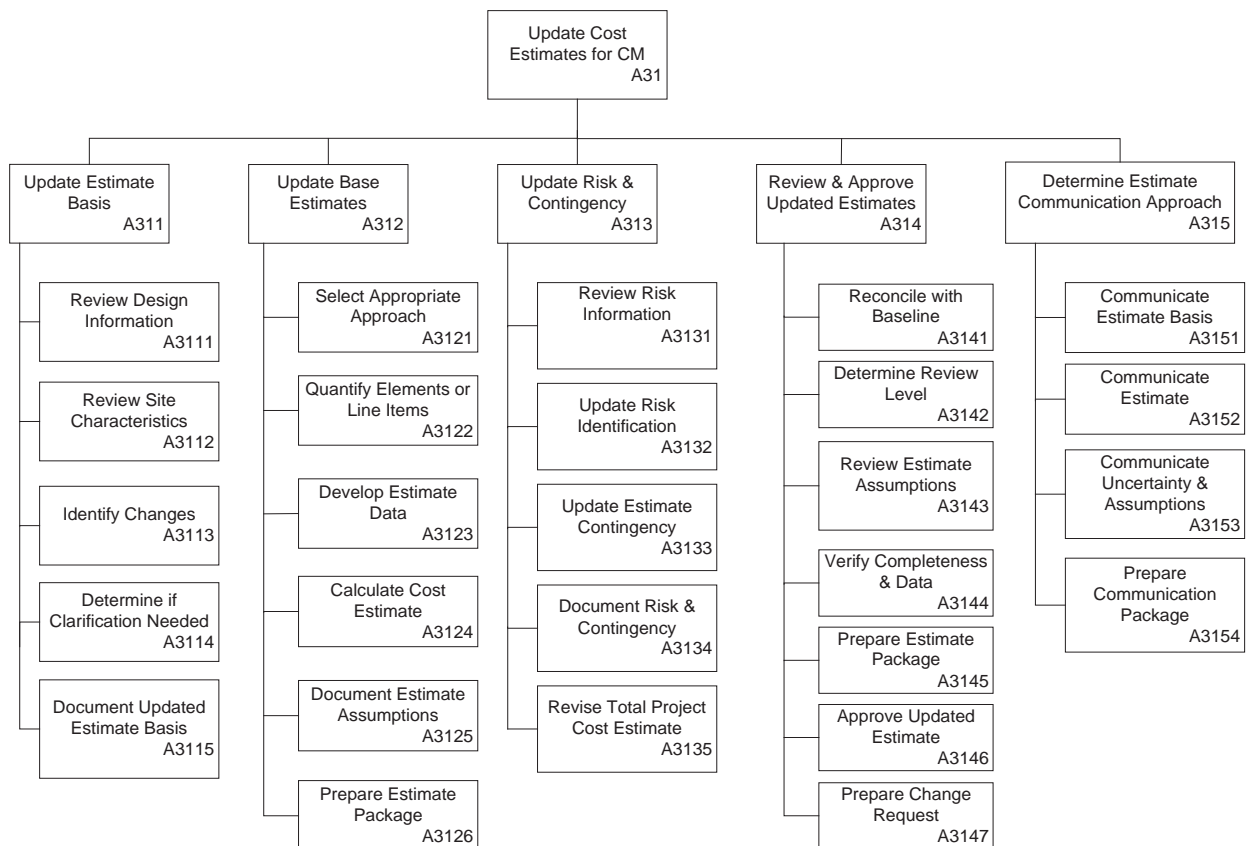 Update Cost
Estimates for CM
A31
Update Estimate
Basis
A311
Update Base
Estimates
A312
Update Risk &
Contingency
A313
Review & Approve
Updated Estimates
A314
Determine Estimate
Communication Approach
A315
Review Design
Information
A3111
Review Site
Characteristics
A3112
Identify Changes
A3113
Determine if
Clarification Needed
A3114
Document Updated
Estimate Basis
A3115
Select Appropriate
Approach
A3121
Quantify Elements or
Line Items
A3122
Develop Estimate
Data
A3123
Calculate Cost
Estimate
A3124
Document Estimate
Assumptions
A3125
Prepare Estimate
Package
A3126
Review Risk
Information
A3131
Update Risk
Identification
A3132
Update Estimate
Contingency
A3133
Document Risk &
Contingency
A3134
Revise Total Project
Cost Estimate
A3135
Reconcile with
Baseline
A3141
Determine Review
Level
A3142
Review Estimate
Assumptions
A3143
Verify Completeness
& Data
A3144
Prepare Estimate
Package
A3145
Approve Updated
Estimate
A3146
Prepare Change
Request
A3147
Communicate
Estimate Basis
A3151
Communicate
Estimate
A3152
Communicate
Uncertainty &
Assumptions
A3153
Prepare
Communication
Package
A3154